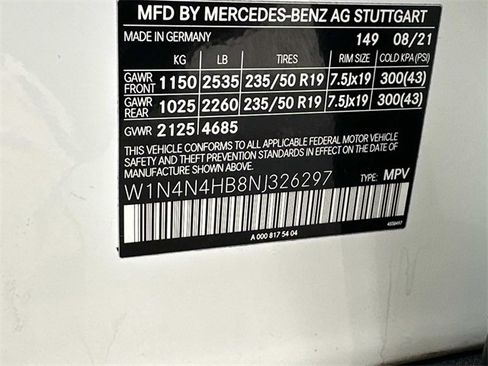 MFD BY MERCEDES-BENZ AG STUTTGART
MADE IN GERMANY 149 08/21
KG LB TIRES RIM SIZE COLD KPA(PSI)
GAWR FRONT 1150 2535 235/50 R19 7.5Jx19 300(43)
GAWR REAR 1025 2260 235/50 R19 7.5Jx19 300(43)
GVWR 2125 4685
THIS VEHICLE CONFORMS TO ALL APPLICABLE FEDERAL MOTOR VEHICLE
SAFETY AND THEFT PREVENTION STANDARDS IN EFFECT ON THE DATE OF
MANUFACTURE SHOWN ABOVE.
W1N4N4HB8NJ326297 TYPE: MPV
A 000 817 54 04